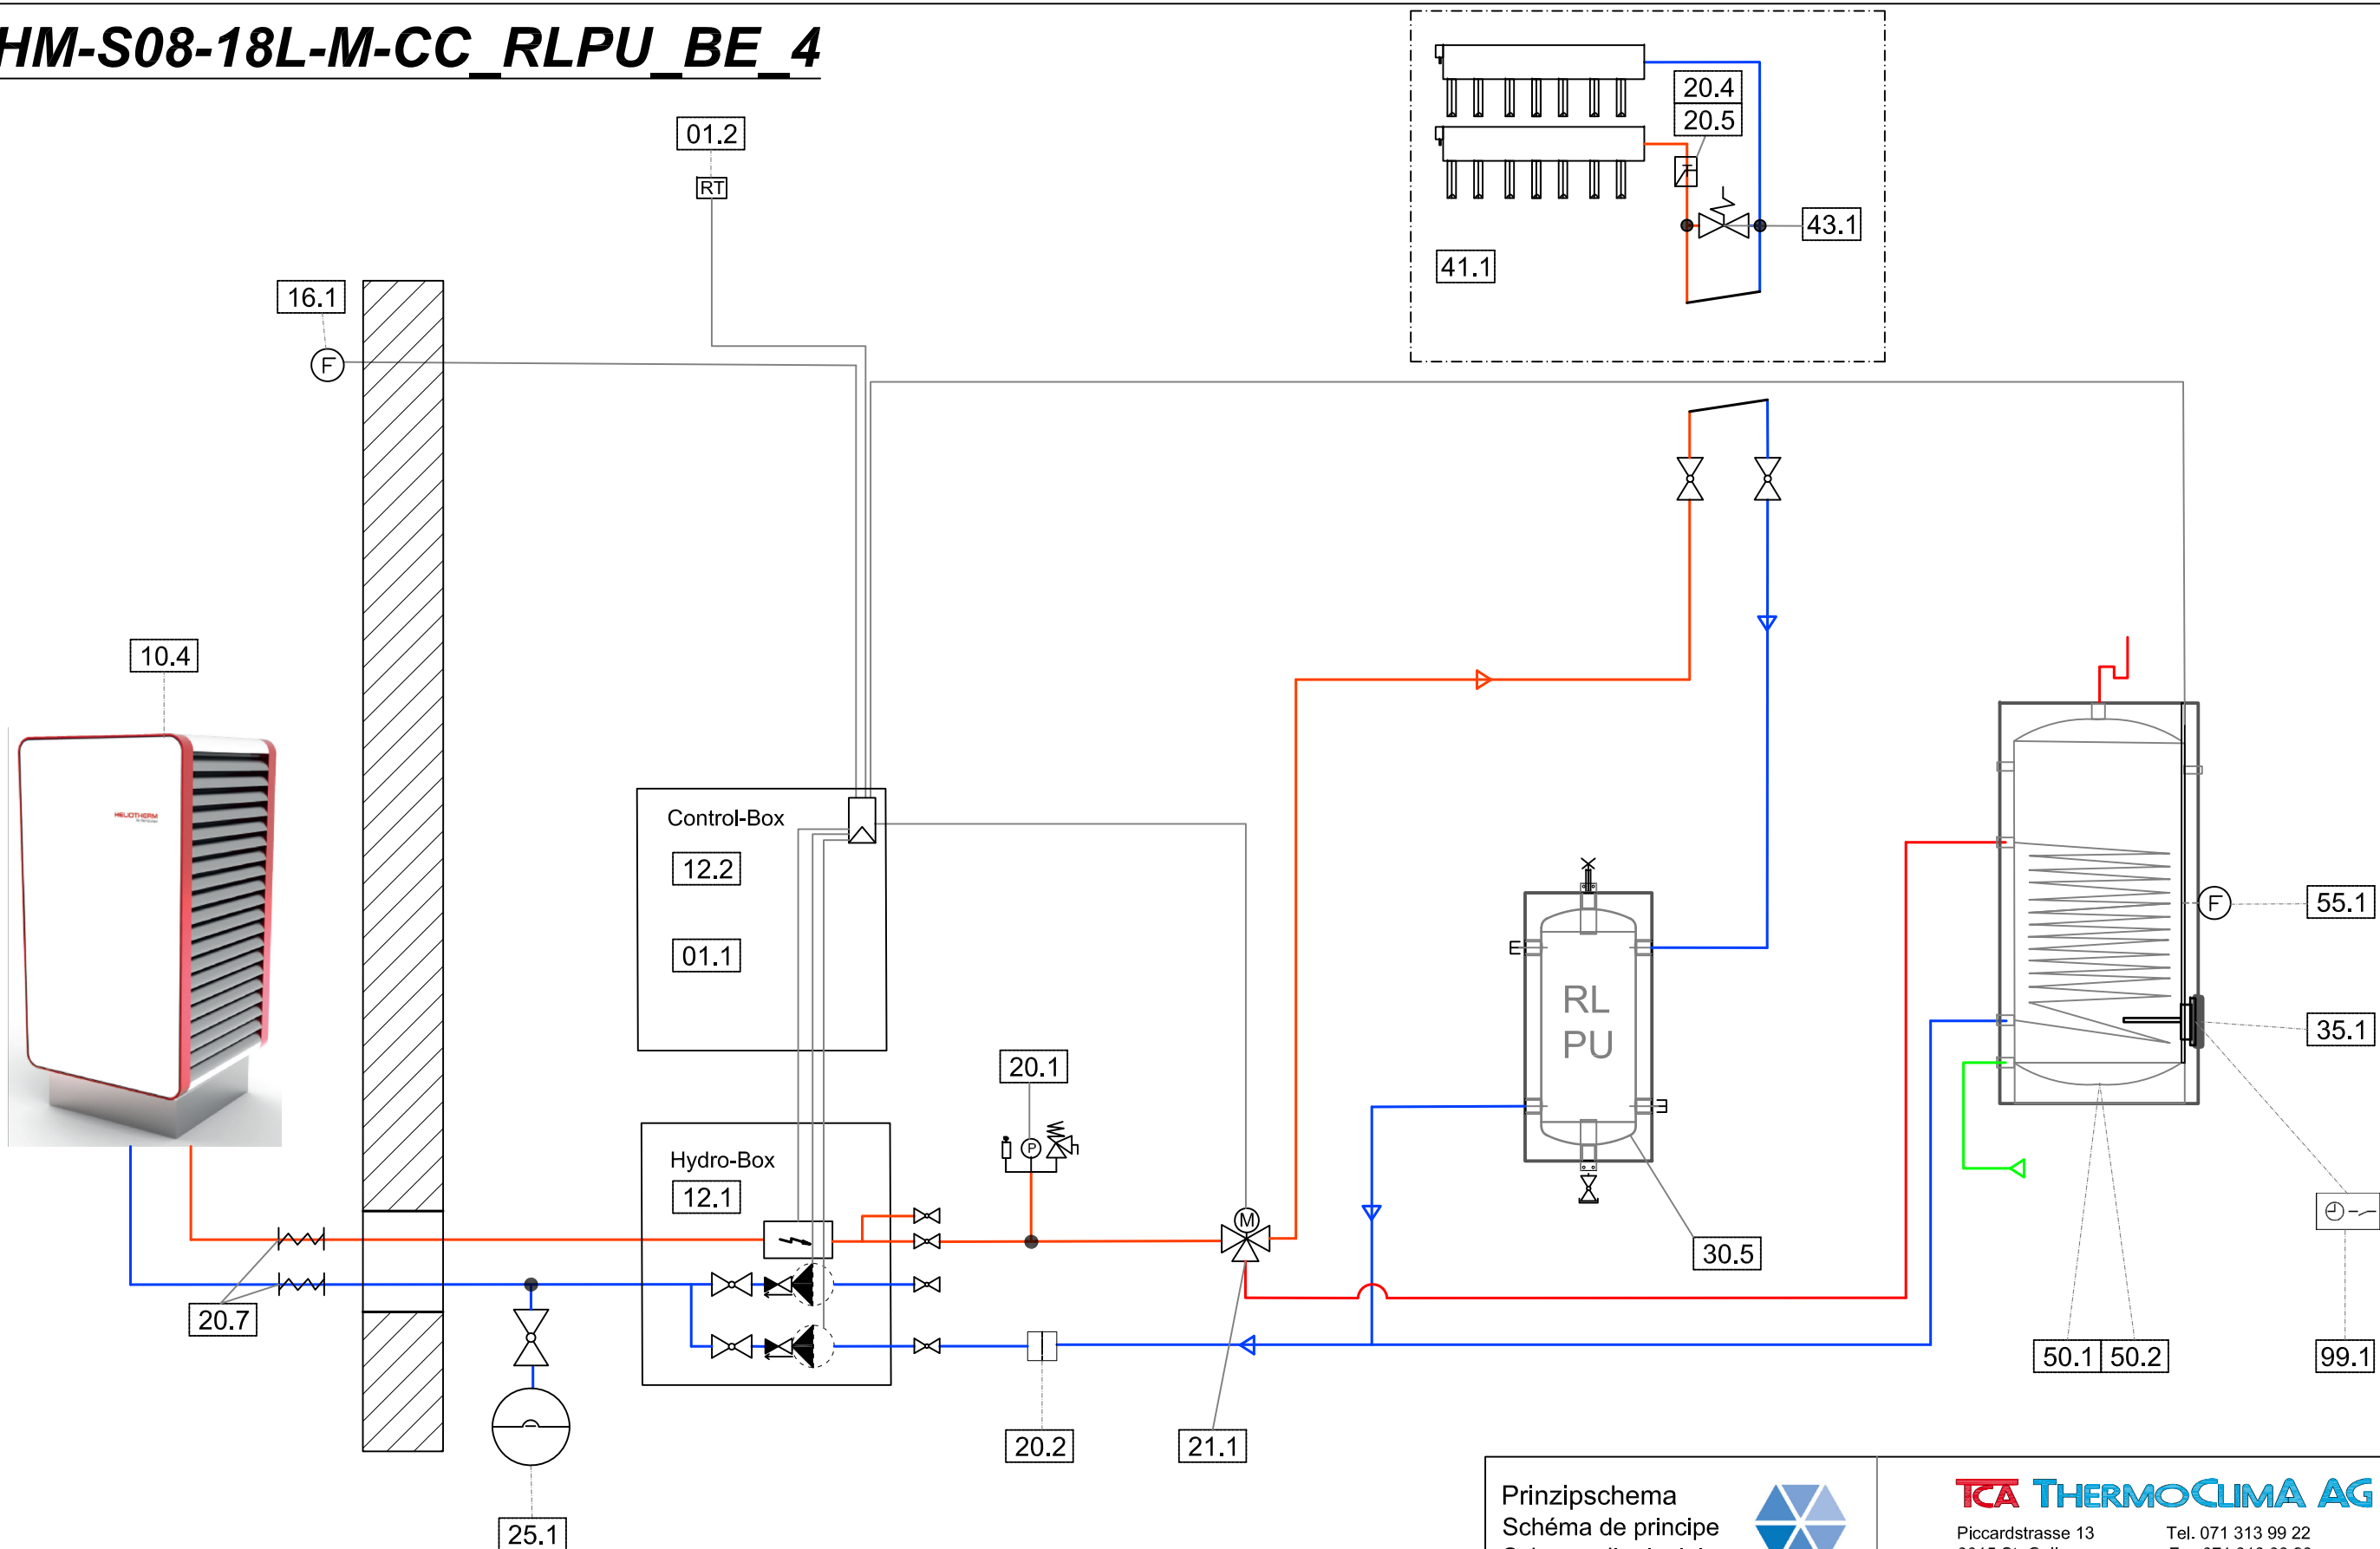 HM-S08-18L-M-CC_RLPU_BE_4
01.2
RT
20.4
20.5
43.1
41.1
16.1
F
10.4
HELIOTHERM
Control-Box
12.2
01.1
20.1
P
Hydro-Box
12.1
M
RL
PU
30.5
F
55.1
35.1
20.7
50.1 50.2
99.1
20.2
21.1
25.1
Prinzipschema
Schéma de principe
TCA THERMOCLIMA AG
Piccardstrasse 13 Tel. 071 313 99 22